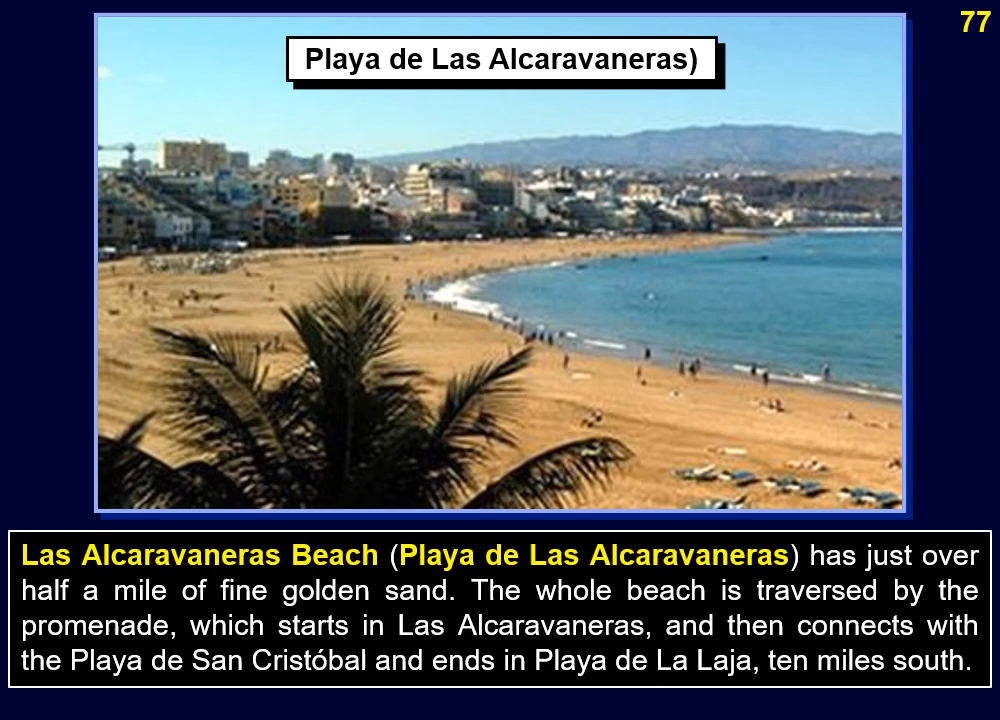 77
Playa de Las Alcaravaneras)
Las Alcaravaneras Beach (Playa de Las Alcaravaneras) has just over
half a mile of fine golden sand. The whole beach is traversed by the
promenade, which starts in Las Alcaravaneras, and then connects with
the Playa de San Cristóbal and ends in Playa de La Laja, ten miles south.